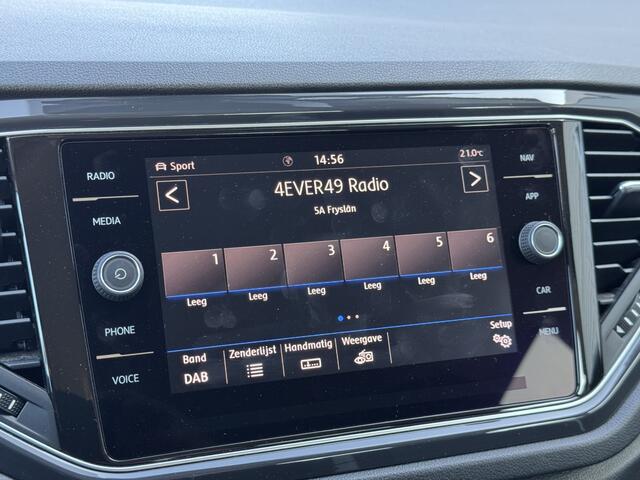 Sport 14:56 21.0°C
RADIO
MEDIA
PHONE
VOICE
4EVER49 Radio
5A Fryslân
< >
1 2 3 4 5 6
Leeg Leeg Leeg Leeg Leeg Leeg
Band Zenderlijst Handmatig Weergave Setup
DAB
NAV
APP
CAR
MENU